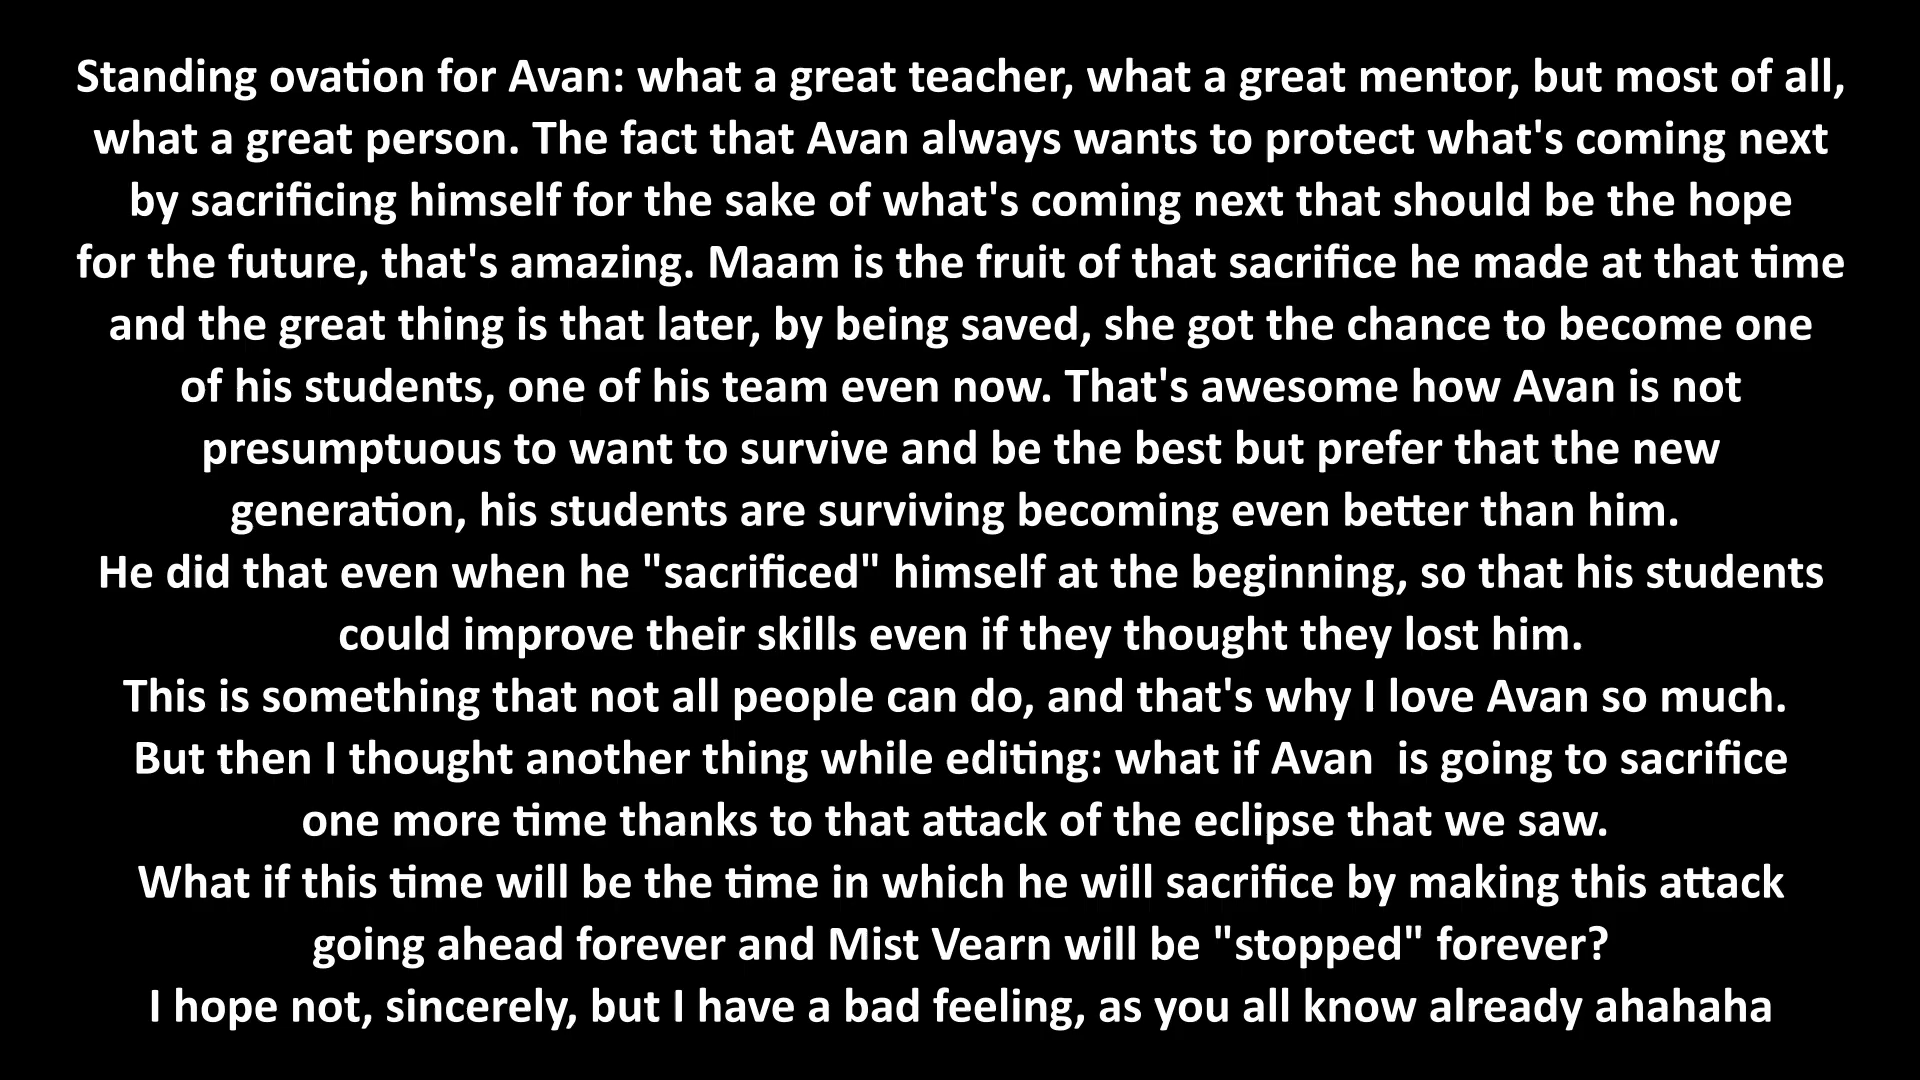 Standing ovation for Avan: what a great teacher, what a great mentor, but most of all,
what a great person. The fact that Avan always wants to protect what's coming next
by sacrificing himself for the sake of what's coming next that should be the hope
for the future, that's amazing. Maam is the fruit of that sacrifice he made at that time
and the great thing is that later, by being saved, she got the chance to become one
of his students, one of his team even now. That's awesome how Avan is not
presumptuous to want to survive and be the best but prefer that the new
generation, his students are surviving becoming even better than him.
He did that even when he "sacrificed" himself at the beginning, so that his students
could improve their skills even if they thought they lost him.
This is something that not all people can do, and that's why I love Avan so much.
But then I thought another thing while editing: what if Avan  is going to sacrifice
one more time thanks to that attack of the eclipse that we saw.
What if this time will be the time in which he will sacrifice by making this attack
going ahead forever and Mist Vearn will be "stopped" forever?
I hope not, sincerely, but I have a bad feeling, as you all know already ahahaha